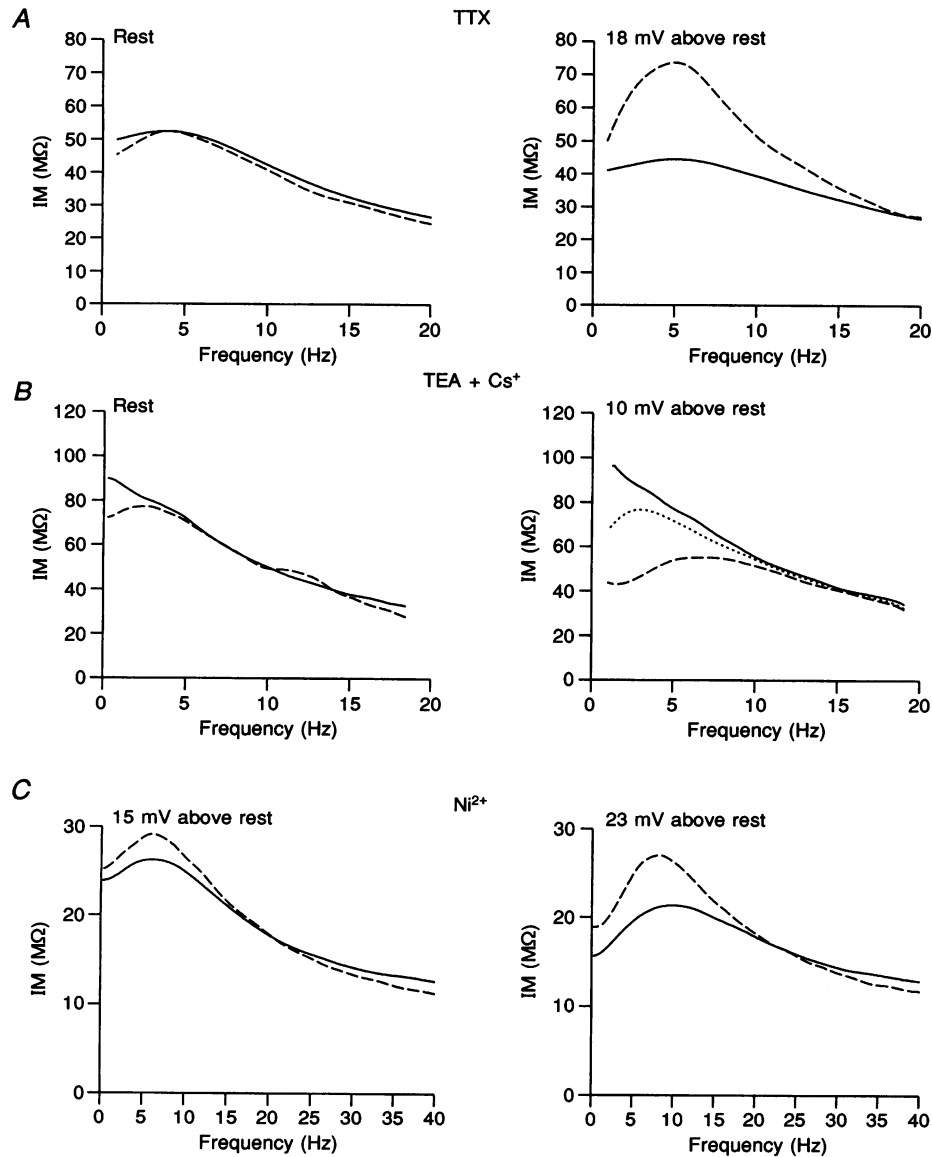 A
TTX
Rest
18 mV above rest
80
70
60
50
40
30
20
10
0
IM (MΩ)
0 5 10 15 20
Frequency (Hz)
80
70
60
50
40
30
20
10
0
IM (MΩ)
0 5 10 15 20
Frequency (Hz)
B
TEA + Cs⁺
Rest
10 mV above rest
120
100
80
60
40
20
0
IM (MΩ)
0 5 10 15 20
Frequency (Hz)
120
100
80
60
40
20
0
IM (MΩ)
0 5 10 15 20
Frequency (Hz)
C
Ni²⁺
15 mV above rest
23 mV above rest
30
20
10
0
IM (MΩ)
0 5 10 15 20 25 30 35 40
Frequency (Hz)
30
20
10
0
IM (MΩ)
0 5 10 15 20 25 30 35 40
Frequency (Hz)